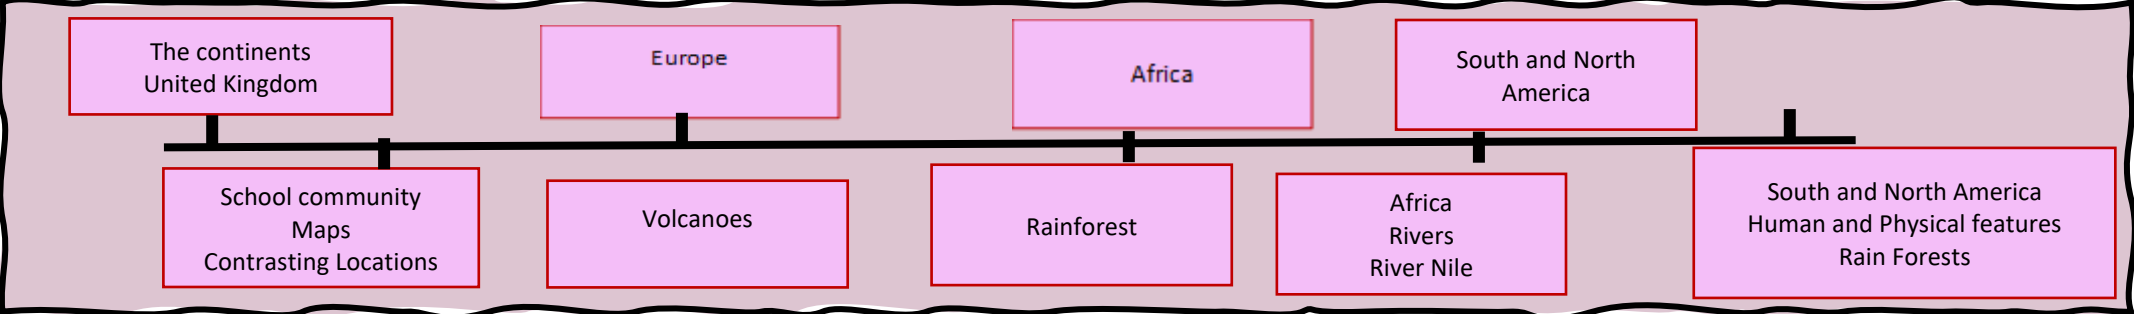 The continents
United Kingdom
Europe
Africa
South and North
America
School community
Maps
Contrasting Locations
Volcanoes
Rainforest
Africa
Rivers
River Nile
South and North America
Human and Physical features
Rain Forests